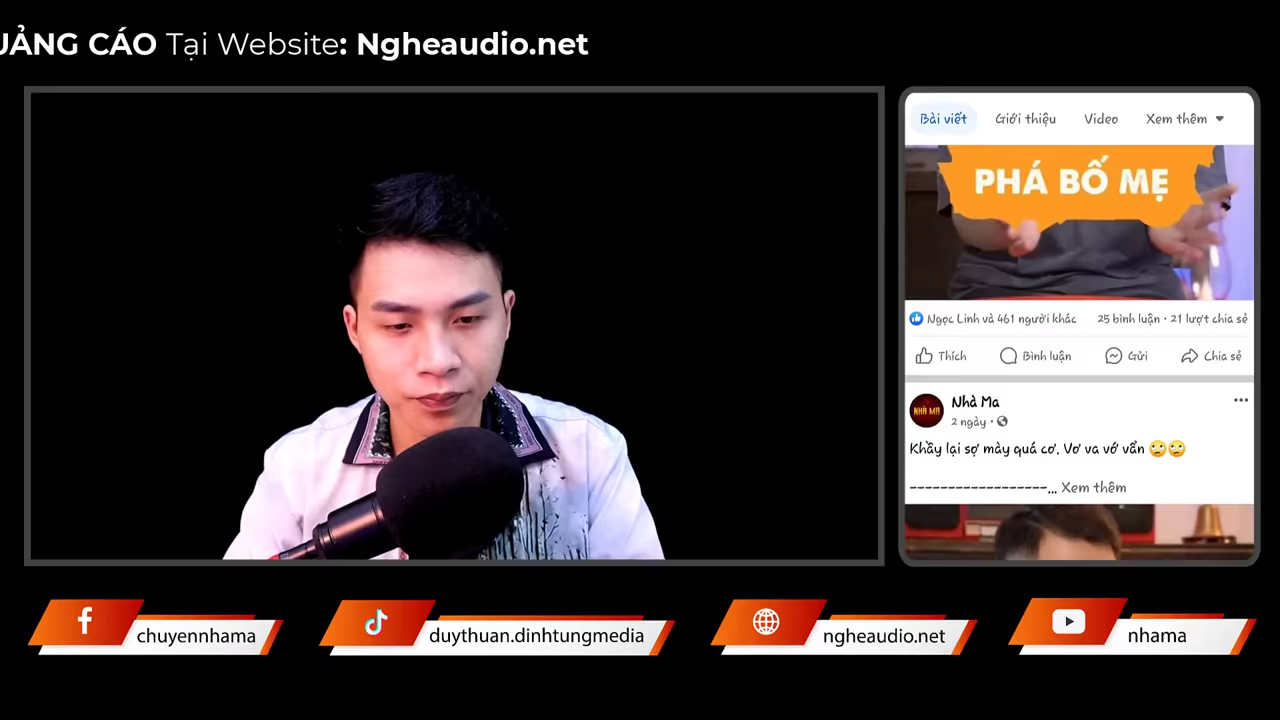 UẢNG CÁO Tại Website: Ngheaudio.net
Bài viết Giới thiệu Video Xem thêm
PHÁ BỐ MẸ
Ngọc Linh và 461 người khác 25 bình luận · 21 lượt chia sẻ
Thích Bình luận Gửi Chia sẻ
NHÀ MA
Nhà Ma
2 ngày ·
Khầy lại sợ mày quá cơ. Vơ va vớ vẩn 🙄🙄
------------------... Xem thêm
chuyennhama
duythuan.dinhtungmedia
ngheaudio.net
nhama